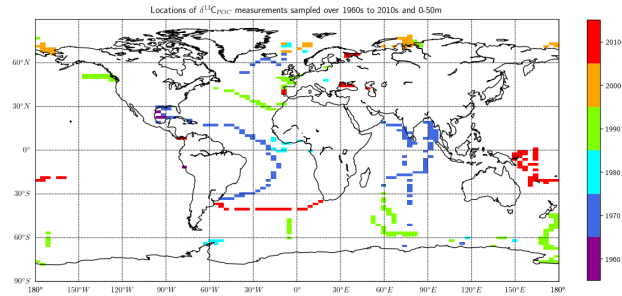 Locations of δ¹³C_POC measurements sampled over 1960s to 2010s and 0-50m
60°N
30°N
0°
30°S
60°S
90°S
180°
150°W
120°W
90°W
60°W
30°W
0°
30°E
60°E
90°E
120°E
150°E
180°
2010
2000
1990
1980
1970
1960